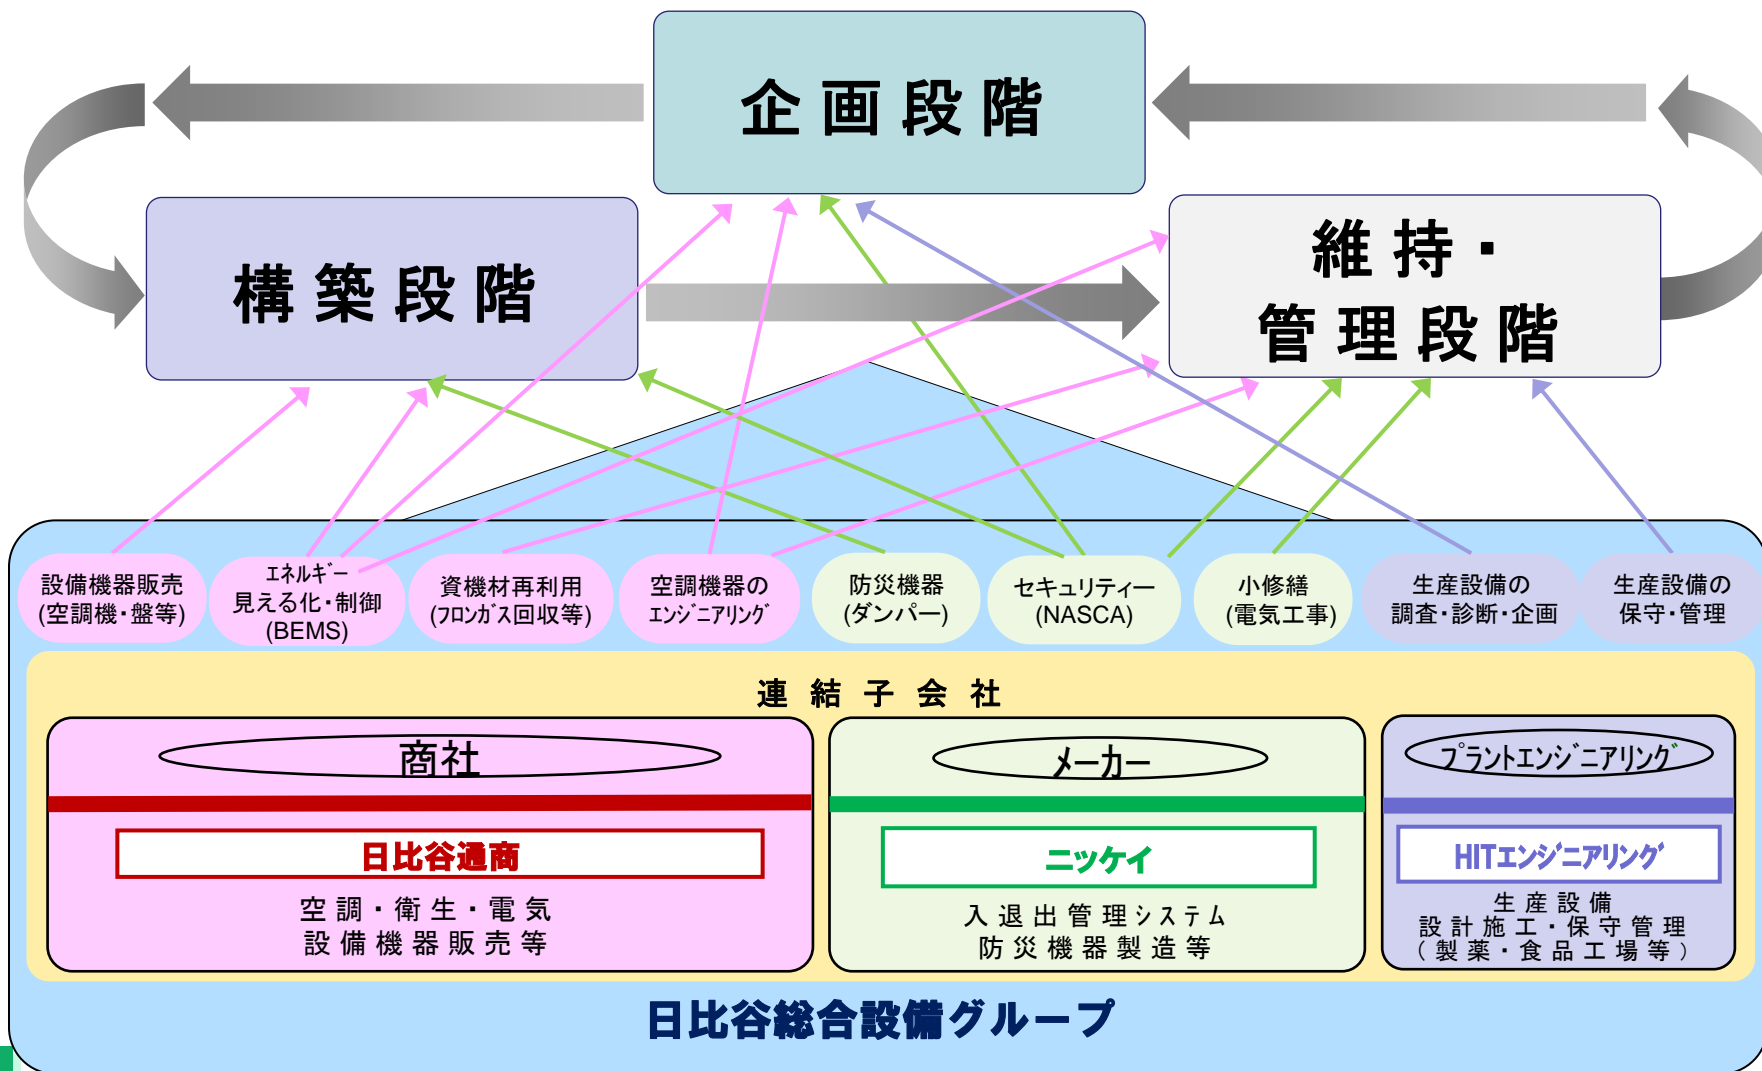 企画段階
構築段階
維持・
管理段階
設備機器販売
(空調機・盤等)
ｴﾈﾙｷﾞｰ
見える化・制御
(BEMS)
資機材再利用
(ﾌﾛﾝｶﾞｽ回収等)
空調機器の
ｴﾝｼﾞﾆｱﾘﾝｸﾞ
防災機器
(ダンパー)
セキュリティー
(NASCA)
小修繕
(電気工事)
生産設備の
調査・診断・企画
生産設備の
保守・管理
連結子会社
商社
メーカー
ﾌﾟﾗﾝﾄｴﾝｼﾞﾆｱﾘﾝｸﾞ
日比谷通商
ニッケイ
HITｴﾝｼﾞﾆｱﾘﾝｸﾞ
空調・衛生・電気
設備機器販売等
入退出管理ｼｽﾃﾑ
防災機器製造等
生産設備
設計施工・保守管理
(製薬・食品工場等)
日比谷総合設備グループ